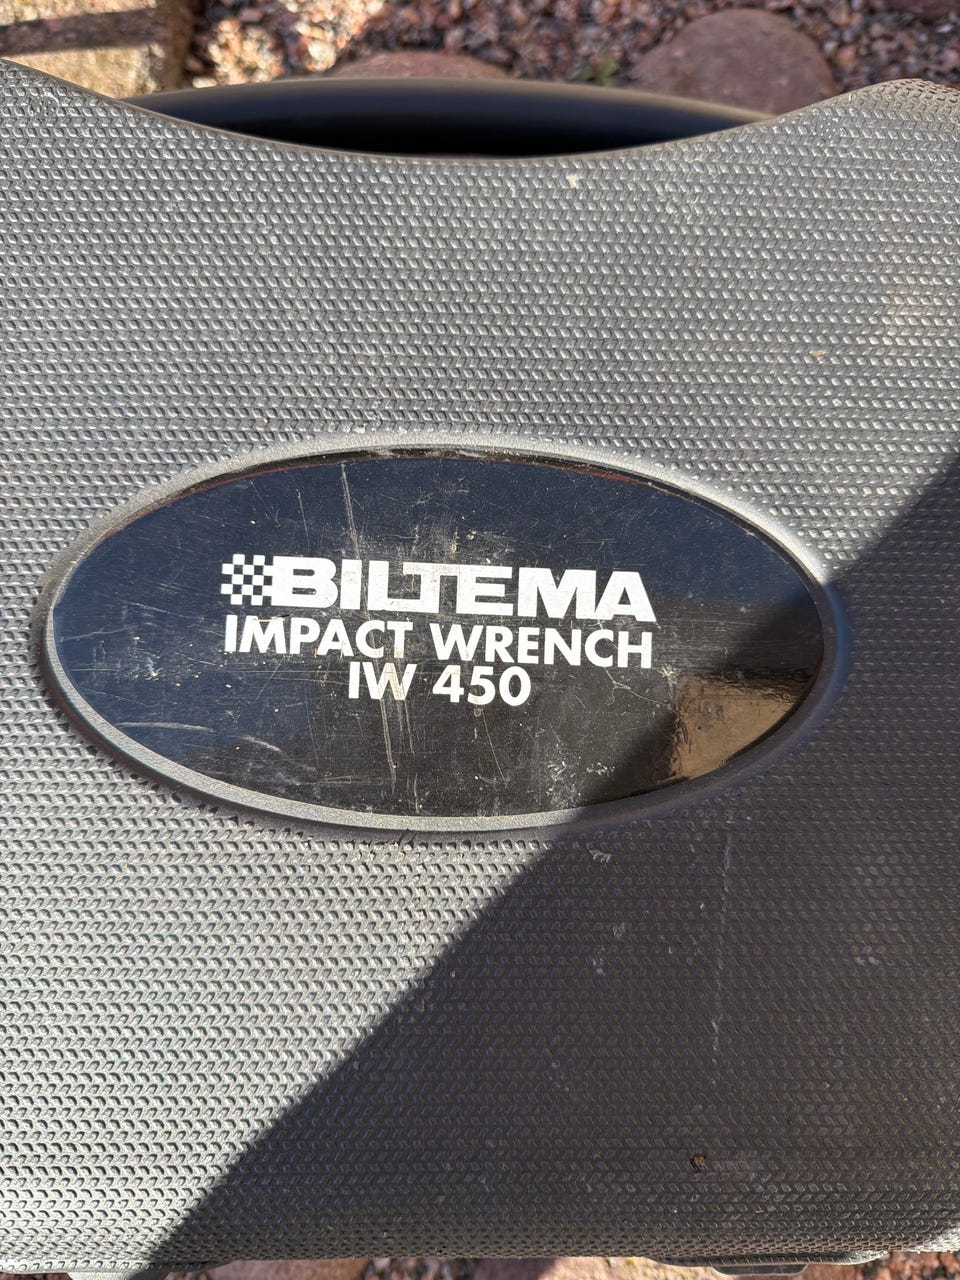 BILTEMA
IMPACT WRENCH
IW 450